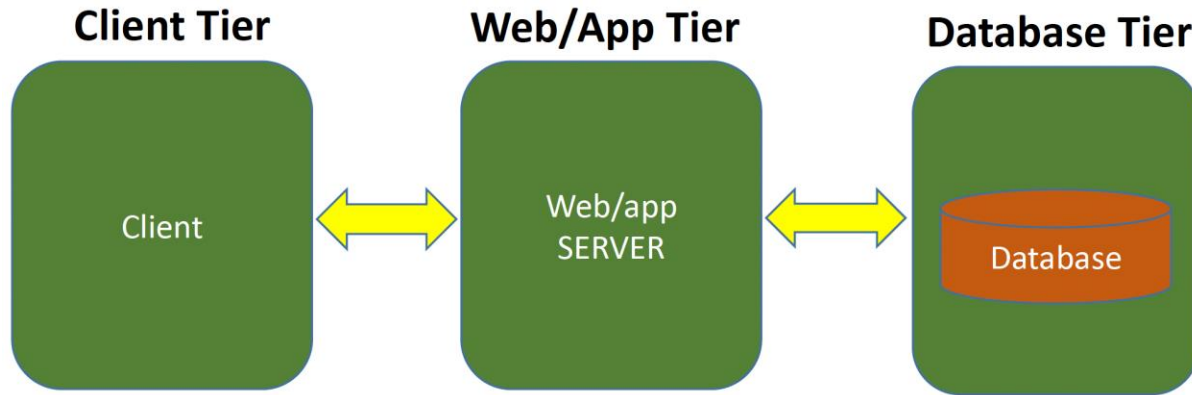 Client Tier
Web/App Tier
Database Tier
Client
Web/app
SERVER
Database